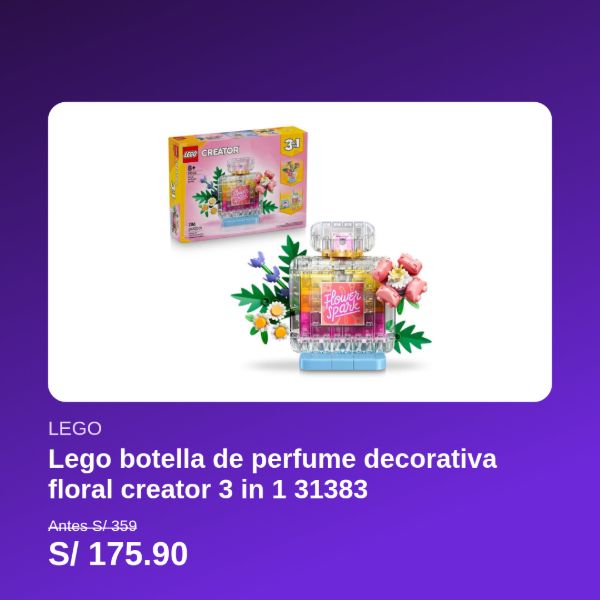 LEGO CREATOR
3in1
8+
Flower
Spark
LEGO
Lego botella de perfume decorativa
floral creator 3 in 1 31383
Antes S/ 359
S/ 175.90